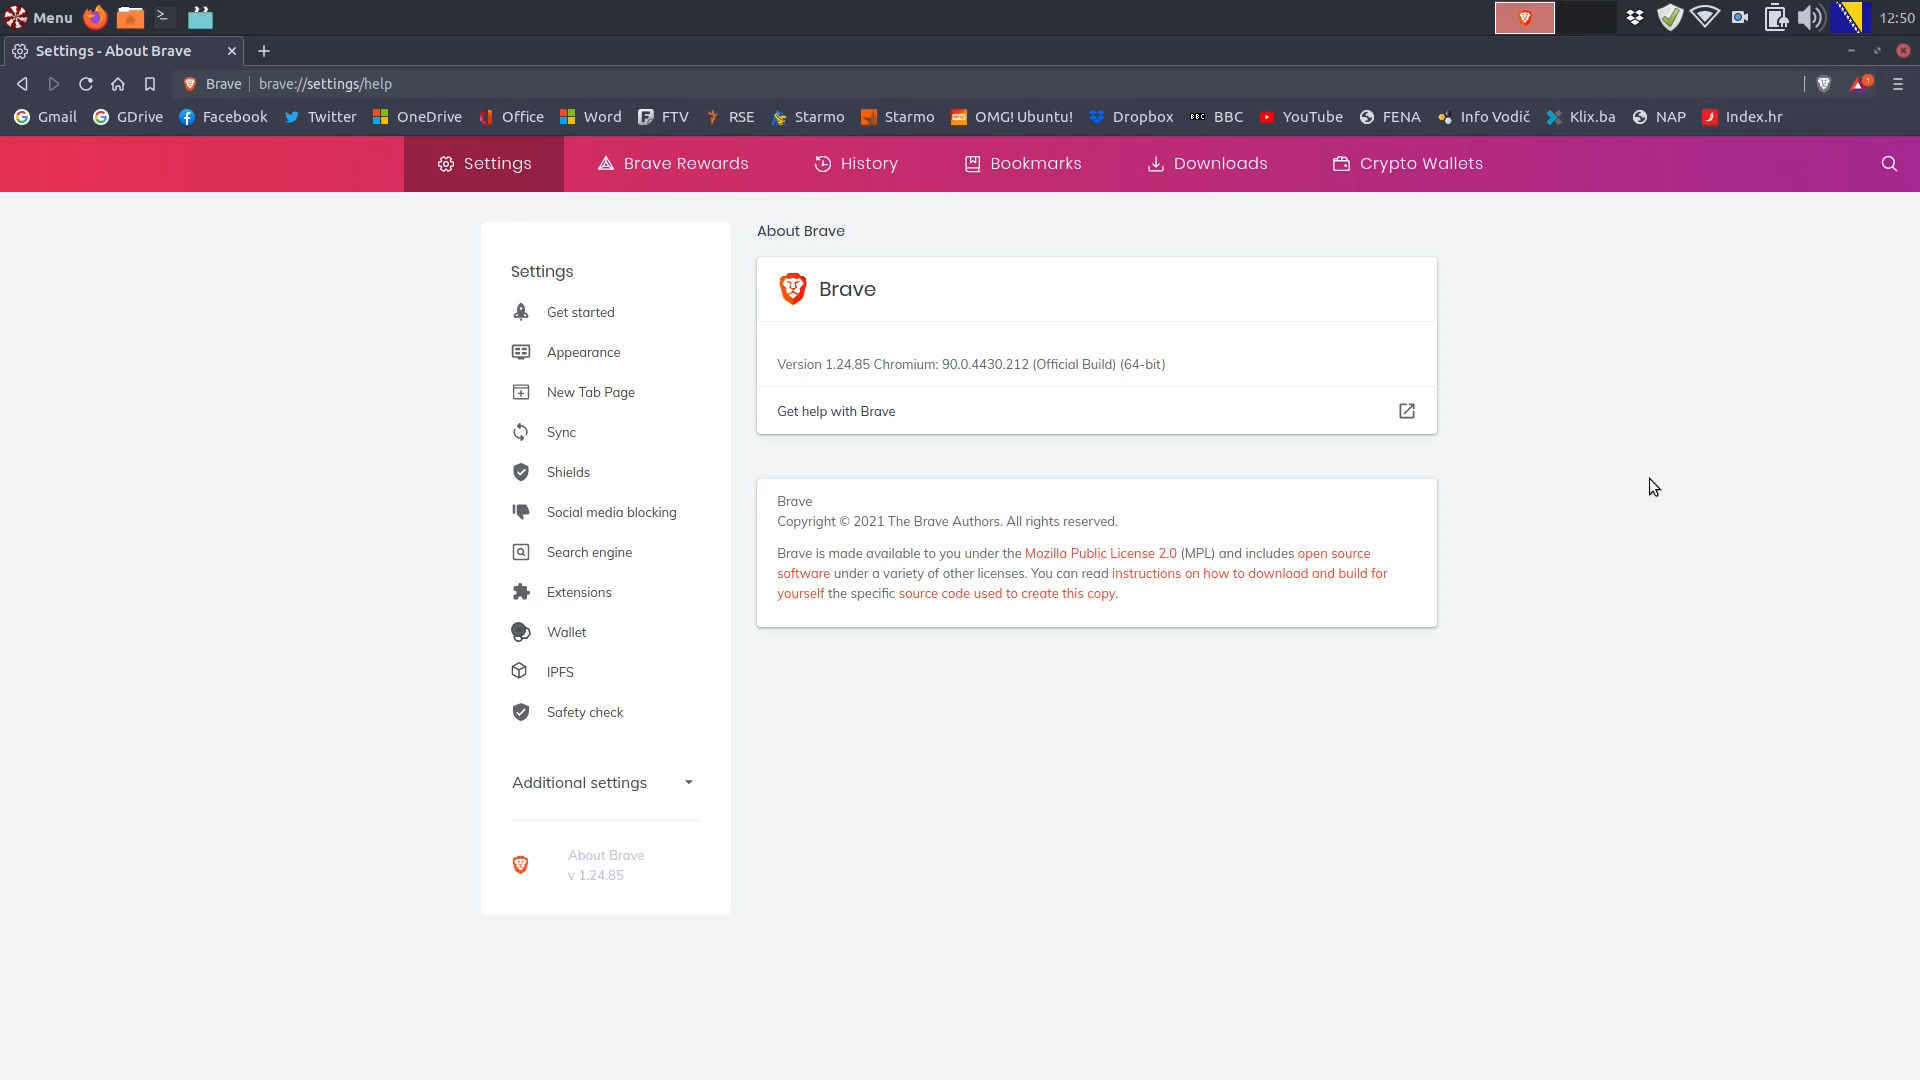 Menu
12:50
Settings - About Brave
Brave
brave://settings/help
1
Gmail GDrive Facebook Twitter OneDrive Office Word FTV RSE Starmo Starmo OMG! Ubuntu! Dropbox BBC BBC YouTube FENA Info Vodič Klix.ba NAP Index.hr
Settings Brave Rewards History Bookmarks Downloads Crypto Wallets
Settings
Get started
Appearance
New Tab Page
Sync
Shields
Social media blocking
Search engine
Extensions
Wallet
IPFS
Safety check
Additional settings
About Brave
v 1.24.85
About Brave
Brave
Version 1.24.85 Chromium: 90.0.4430.212 (Official Build) (64-bit)
Get help with Brave
Brave
Copyright © 2021 The Brave Authors. All rights reserved.
Brave is made available to you under the Mozilla Public License 2.0 (MPL) and includes open source
software under a variety of other licenses. You can read instructions on how to download and build for
yourself the specific source code used to create this copy.